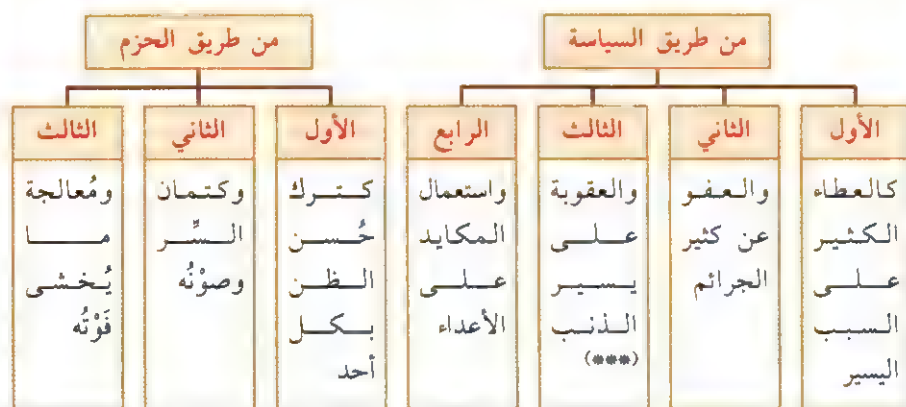 من طريق السياسة
الأول
كالعطاء
الكثير
على
السبب
اليسير
الثاني
والعفو
عن كثير
الجرائم
الثالث
والعقوبة
على
يسير
الذنب
(***)
الرابع
واستعمال
المكايد
على
الأعداء
من طريق الحزم
الأول
كترك
حُسن
الظن
بكل
أحد
الثاني
وكتمان
السِّر
وصوْنُه
الثالث
ومُعالجة
ما
يُخشى
فَوْتُه